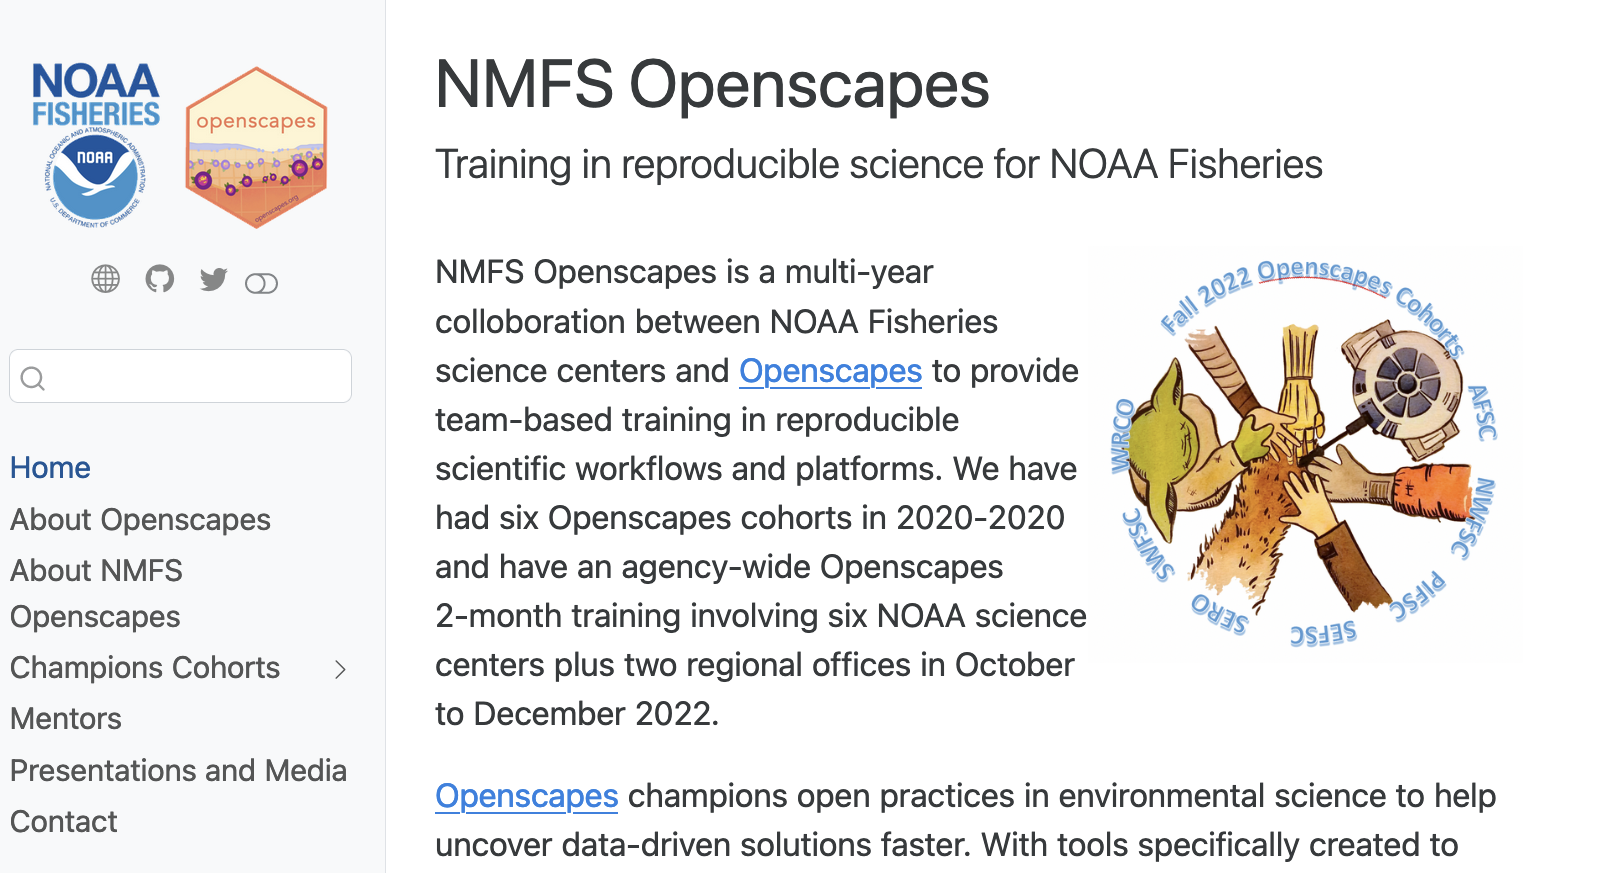 NOAA
FISHERIES
NATIONAL OCEANIC AND ATMOSPHERIC ADMINISTRATION
NOAA
U.S. DEPARTMENT OF COMMERCE
openscapes
openscapes.org
Home
About Openscapes
About NMFS
Openscapes
Champions Cohorts
Mentors
Presentations and Media
Contact
NMFS Openscapes
Training in reproducible science for NOAA Fisheries
NMFS Openscapes is a multi-year
colloboration between NOAA Fisheries
science centers and Openscapes to provide
team-based training in reproducible
scientific workflows and platforms. We have
had six Openscapes cohorts in 2020-2020
and have an agency-wide Openscapes
2-month training involving six NOAA science
centers plus two regional offices in October
to December 2022.
Fall 2022 Openscapes Cohorts
AFSC
NWFSC
PIFSC
SEFSC
SERO
SWFSC
WRCO
Openscapes champions open practices in environmental science to help
uncover data-driven solutions faster. With tools specifically created to